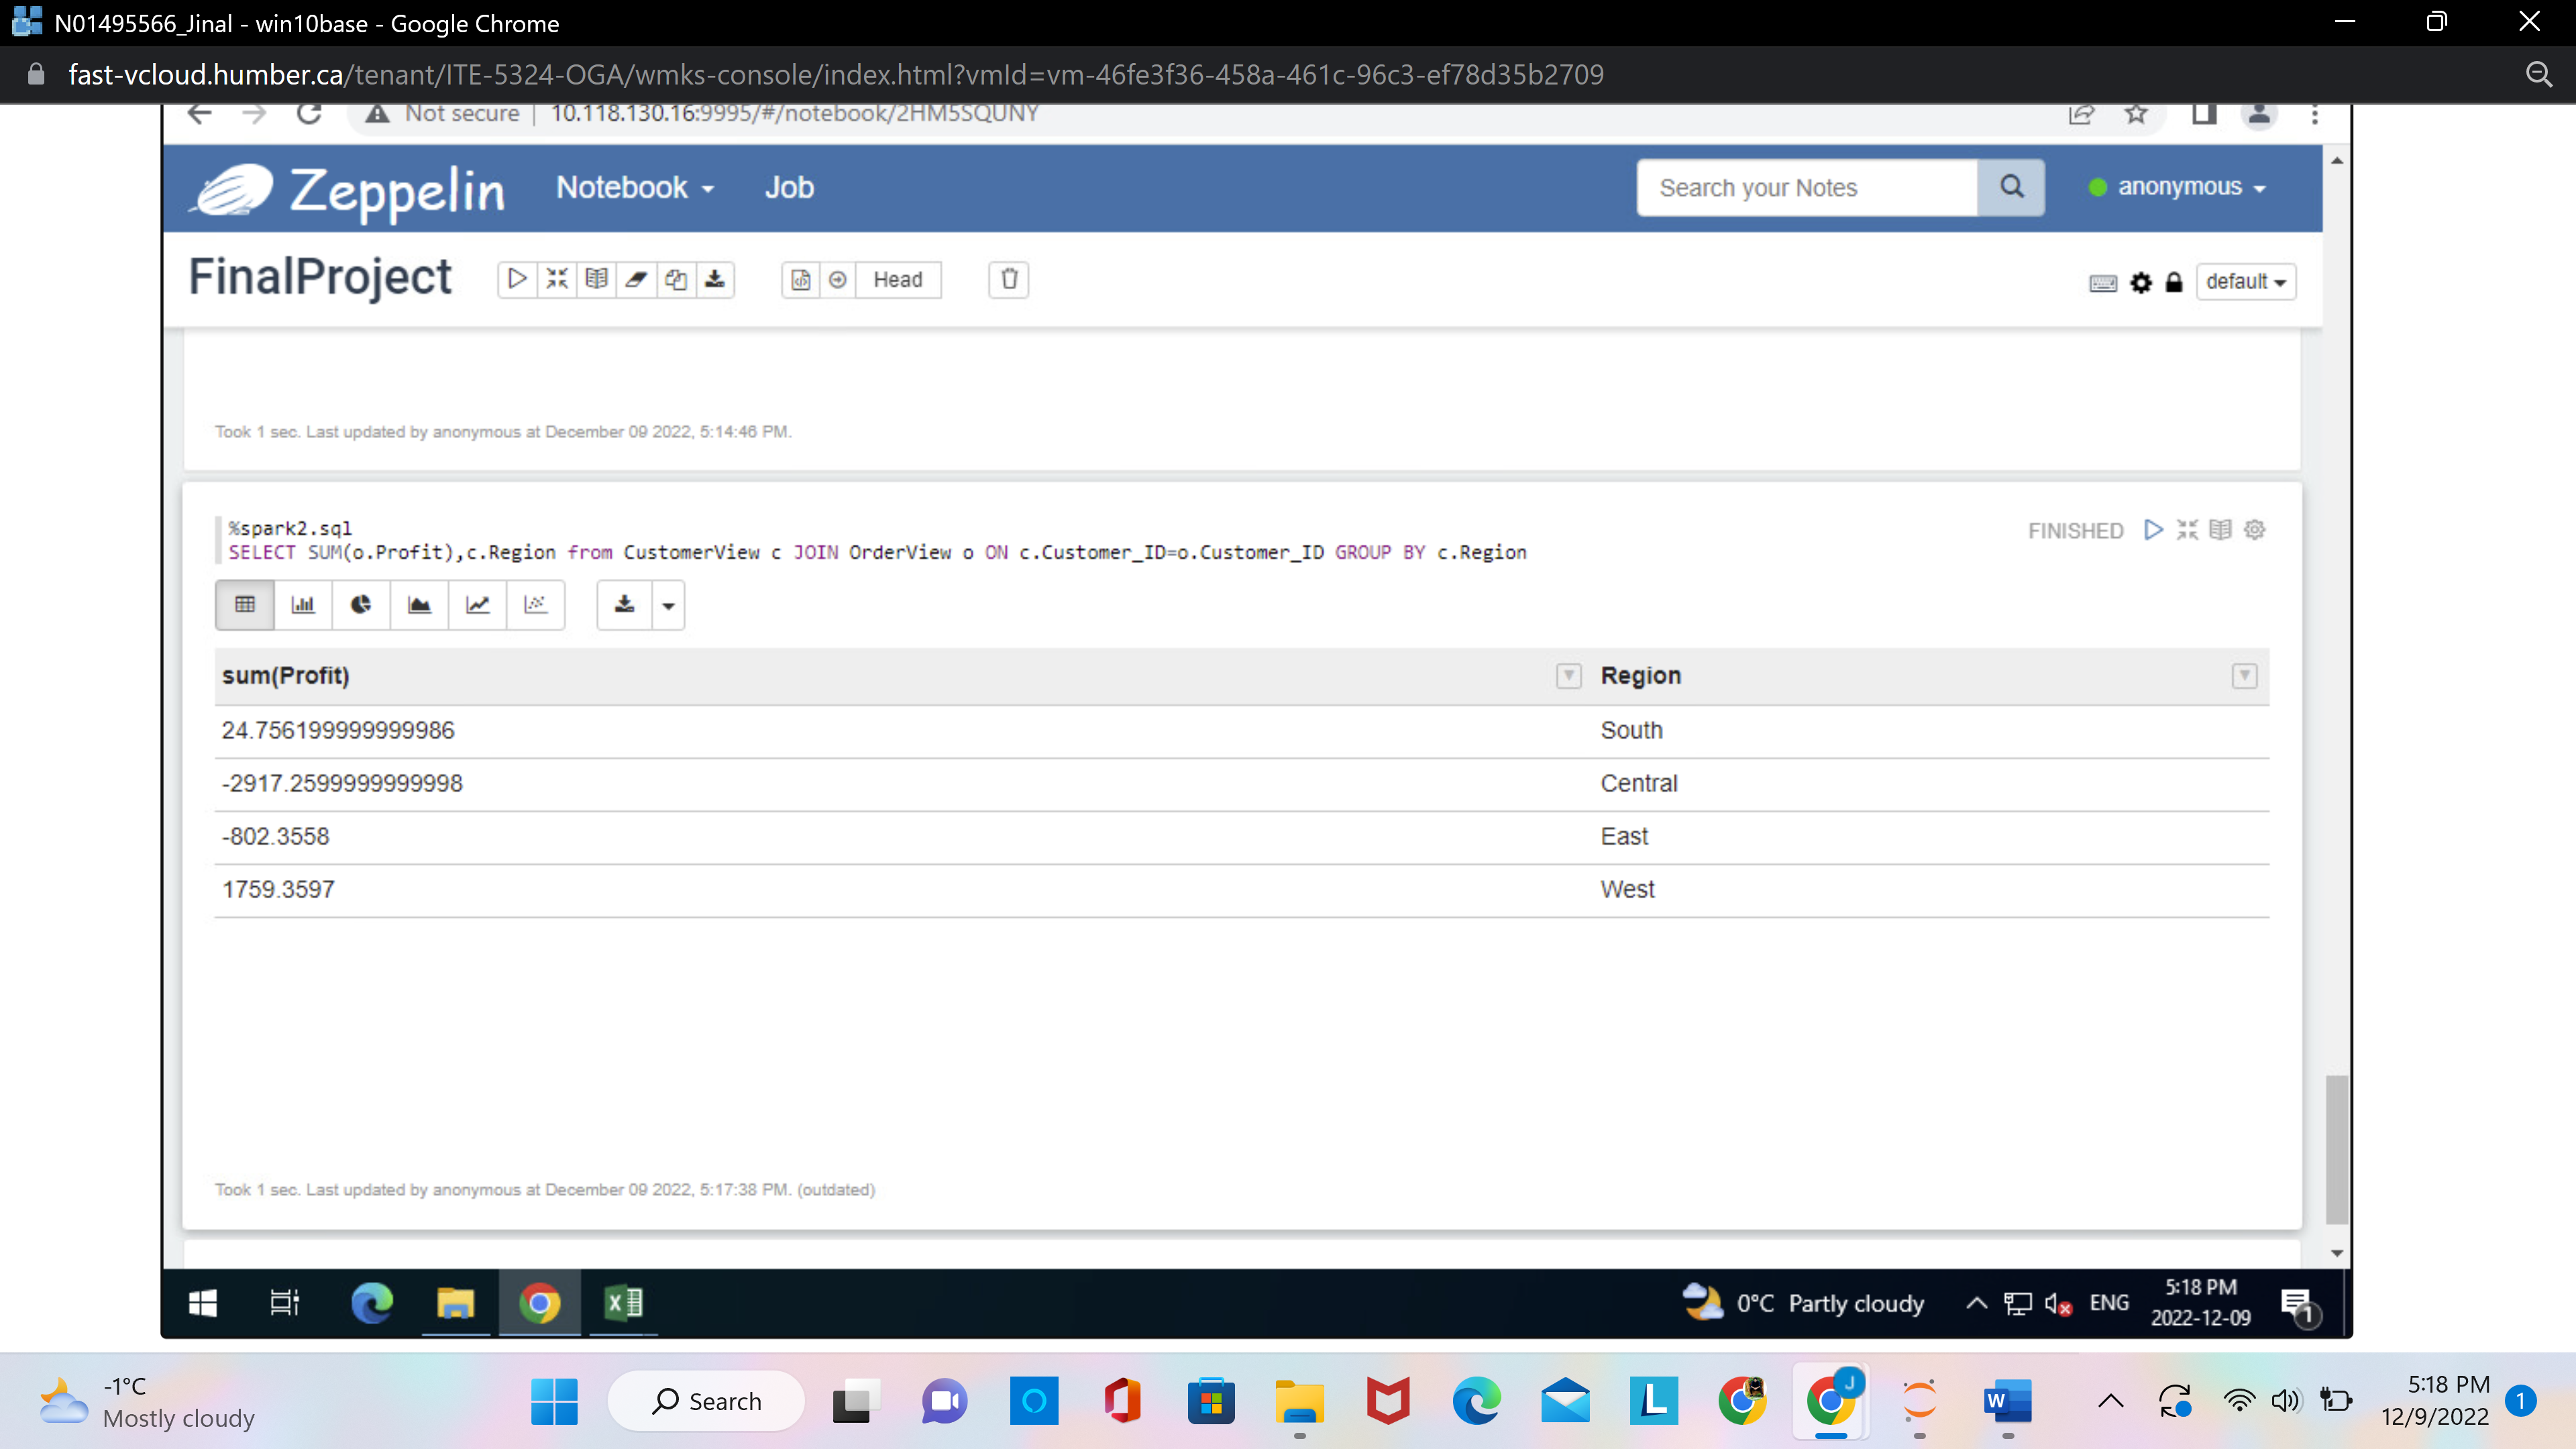 N01495566_Jinal - win10base - Google Chrome
fast-vcloud.humber.ca/tenant/ITE-5324-OGA/wmks-console/index.html?vmId=vm-46fe3f36-458a-461c-96c3-ef78d35b2709
Not secure | 10.118.130.16:9995/#/notebook/2HM5SQUNY
Zeppelin Notebook Job Search your Notes anonymous
FinalProject Head default
Took 1 sec. Last updated by anonymous at December 09 2022, 5:14:46 PM.
%spark2.sql
FINISHED
SELECT SUM(o.Profit),c.Region from CustomerView c JOIN OrderView o ON c.Customer_ID=o.Customer_ID GROUP BY c.Region
sum(Profit) Region
24.756199999999986 South
-2917.2599999999998 Central
-802.3558 East
1759.3597 West
Took 1 sec. Last updated by anonymous at December 09 2022, 5:17:38 PM. (outdated)
0°C Partly cloudy ENG 5:18 PM
2022-12-09 1
-1°C
Mostly cloudy
Search
J
5:18 PM
12/9/2022
1